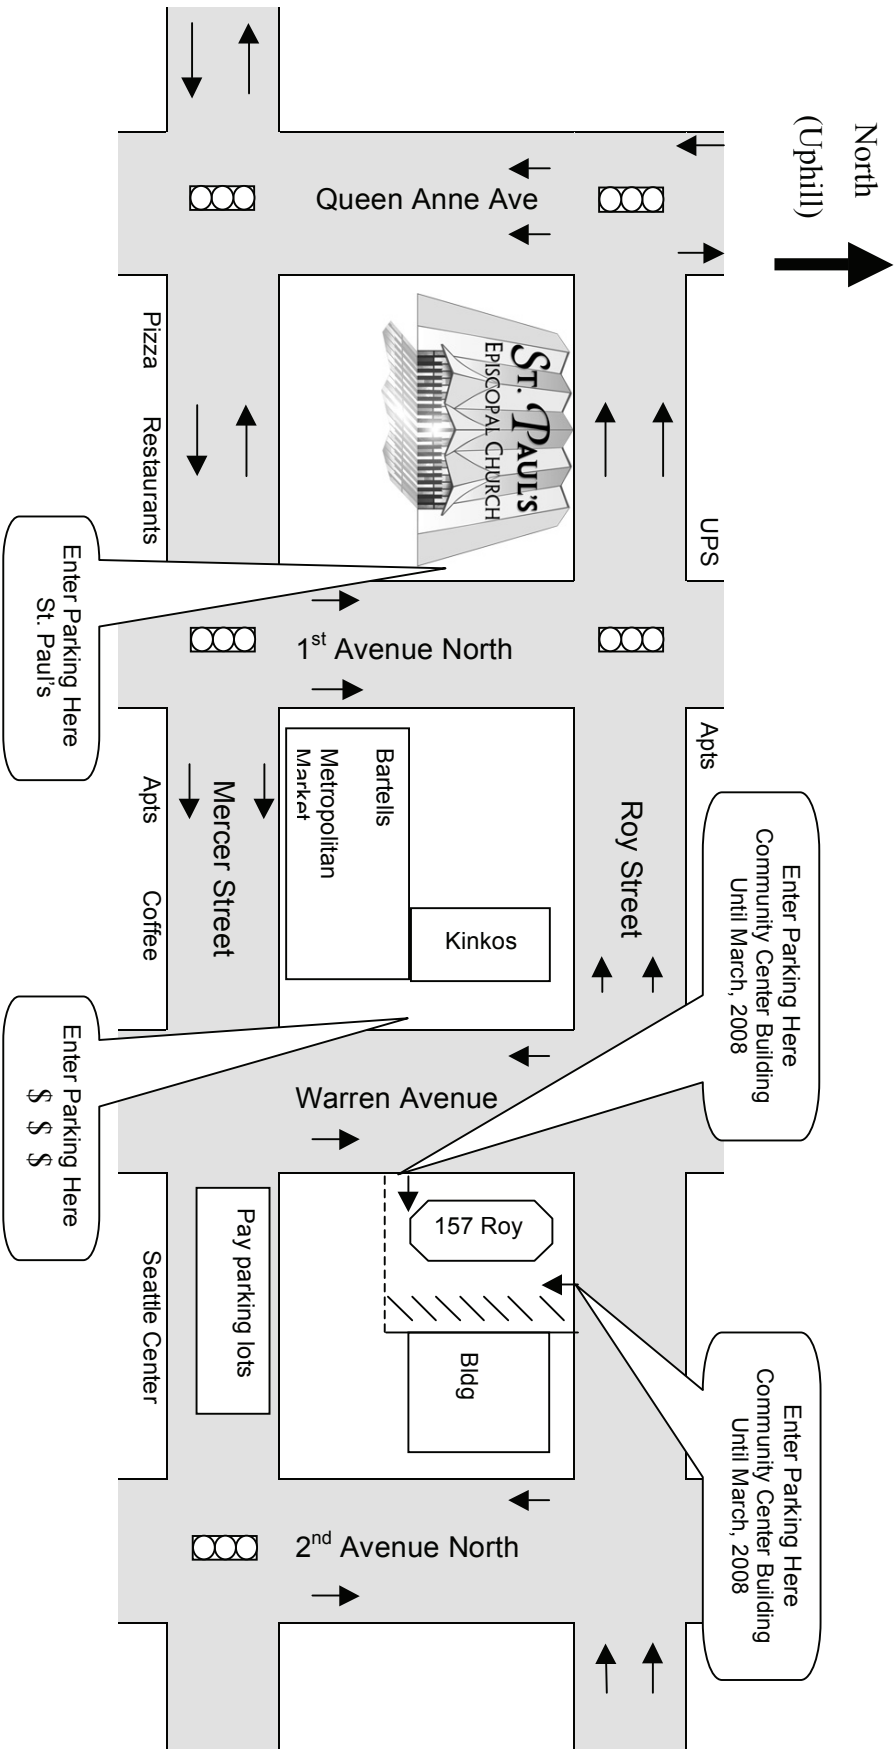 North
(Uphill)
Queen Anne Ave
ST. PAUL'S
EPISCOPAL CHURCH
Pizza
Restaurants
UPS
Enter Parking Here
St. Paul's
1st Avenue North
Apts
Roy Street
Enter Parking Here
Community Center Building
Until March, 2008
Bartells
Metropolitan
Market
Kinkos
Mercer Street
Apts
Coffee
Enter Parking Here
$ $ $
Warren Avenue
157 Roy
Bldg
Pay parking lots
Seattle Center
Enter Parking Here
Community Center Building
Until March, 2008
2nd Avenue North